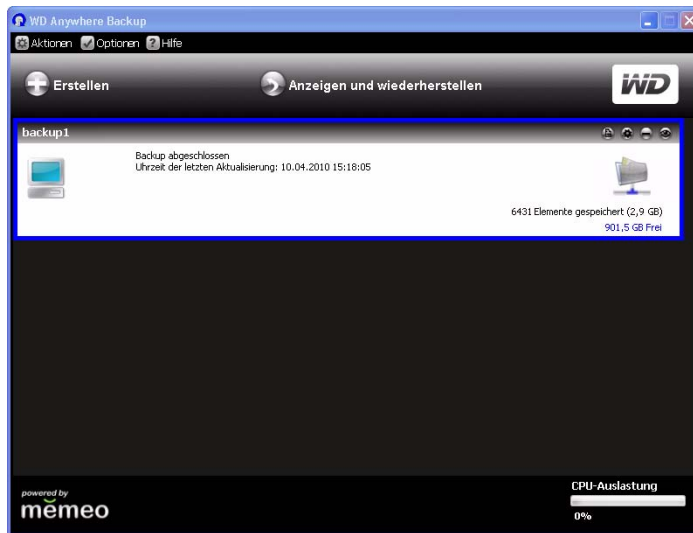 WD Anywhere Backup
Aktionen Optionen ? Hilfe
Erstellen
Anzeigen und wiederherstellen
WD
backup1
Backup abgeschlossen
Uhrzeit der letzten Aktualisierung: 10.04.2010 15:18:05
6431 Elemente gespeichert (2,9 GB)
901,5 GB Frei
CPU-Auslastung
0%
powered by
mĕmeo